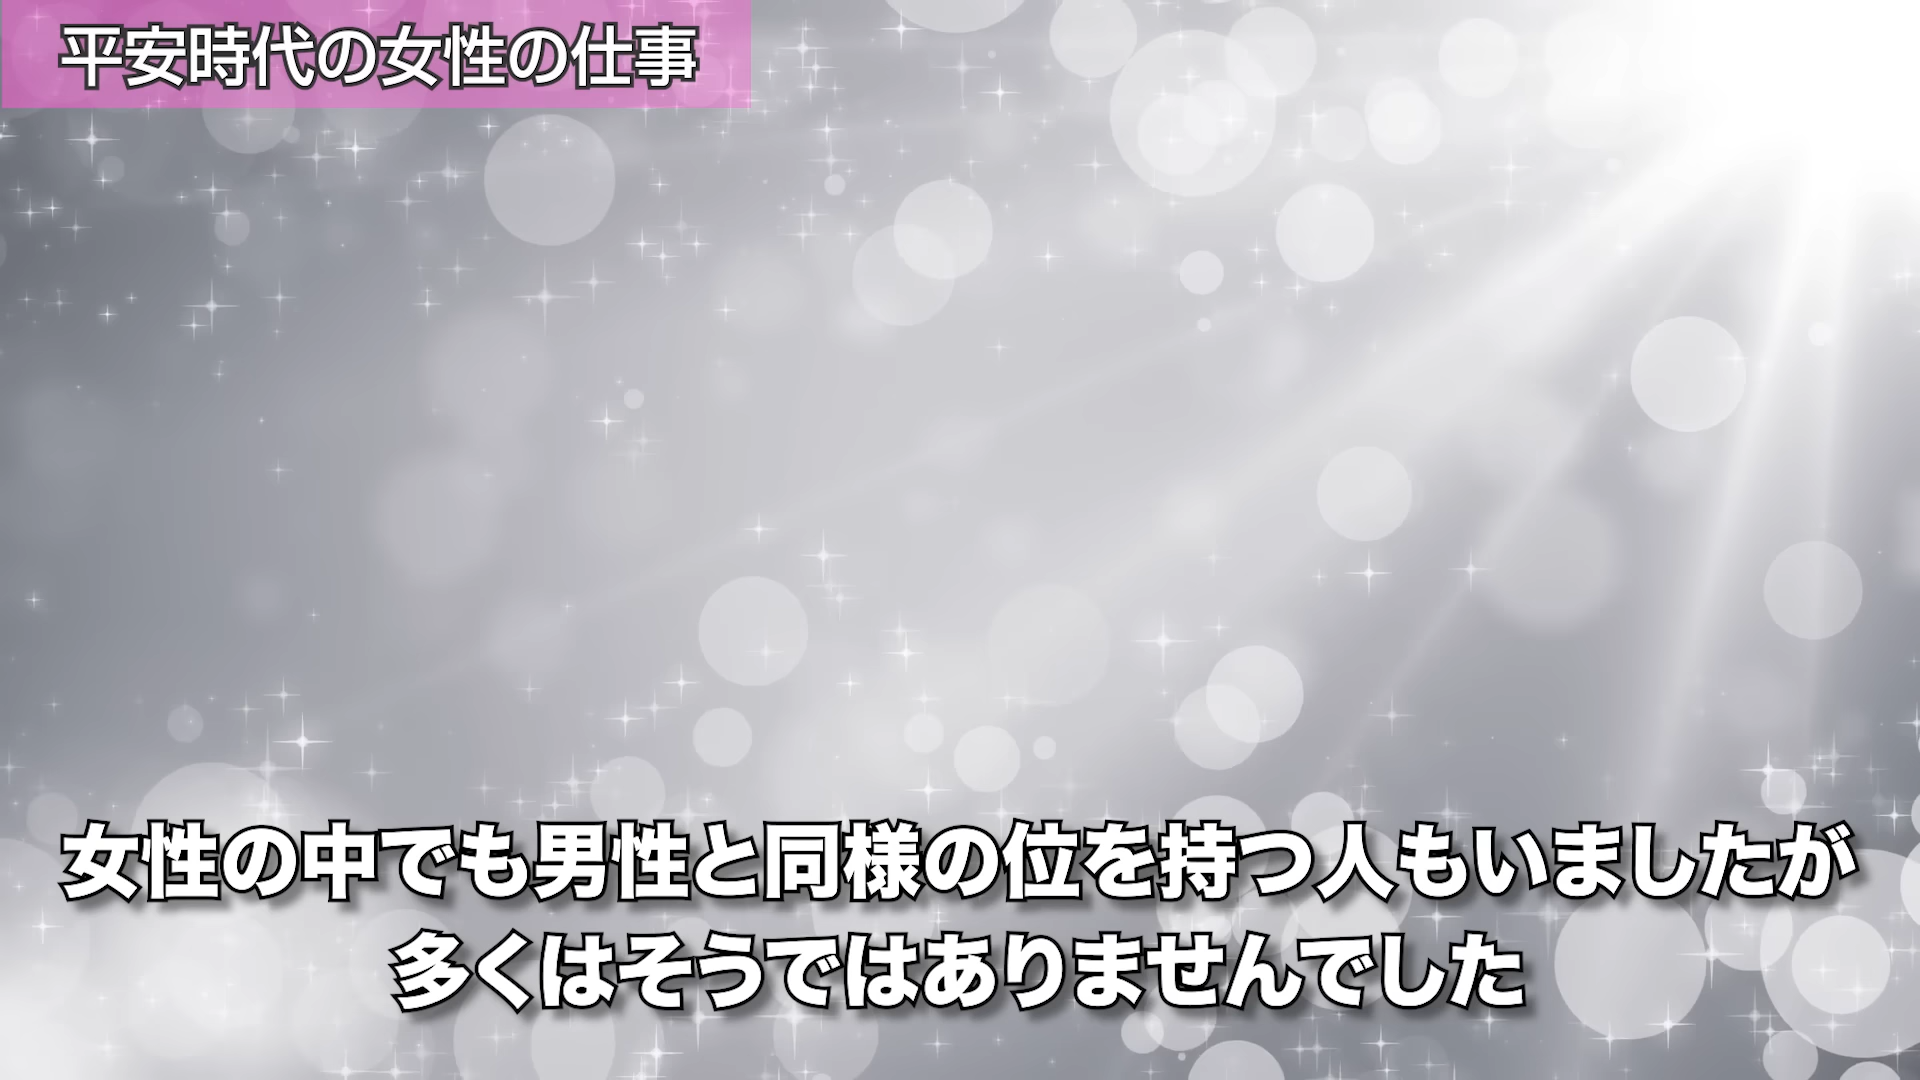 平安時代の女性の仕事
女性の中でも男性と同様の位を持つ人もいましたが
多くはそうではありませんでした